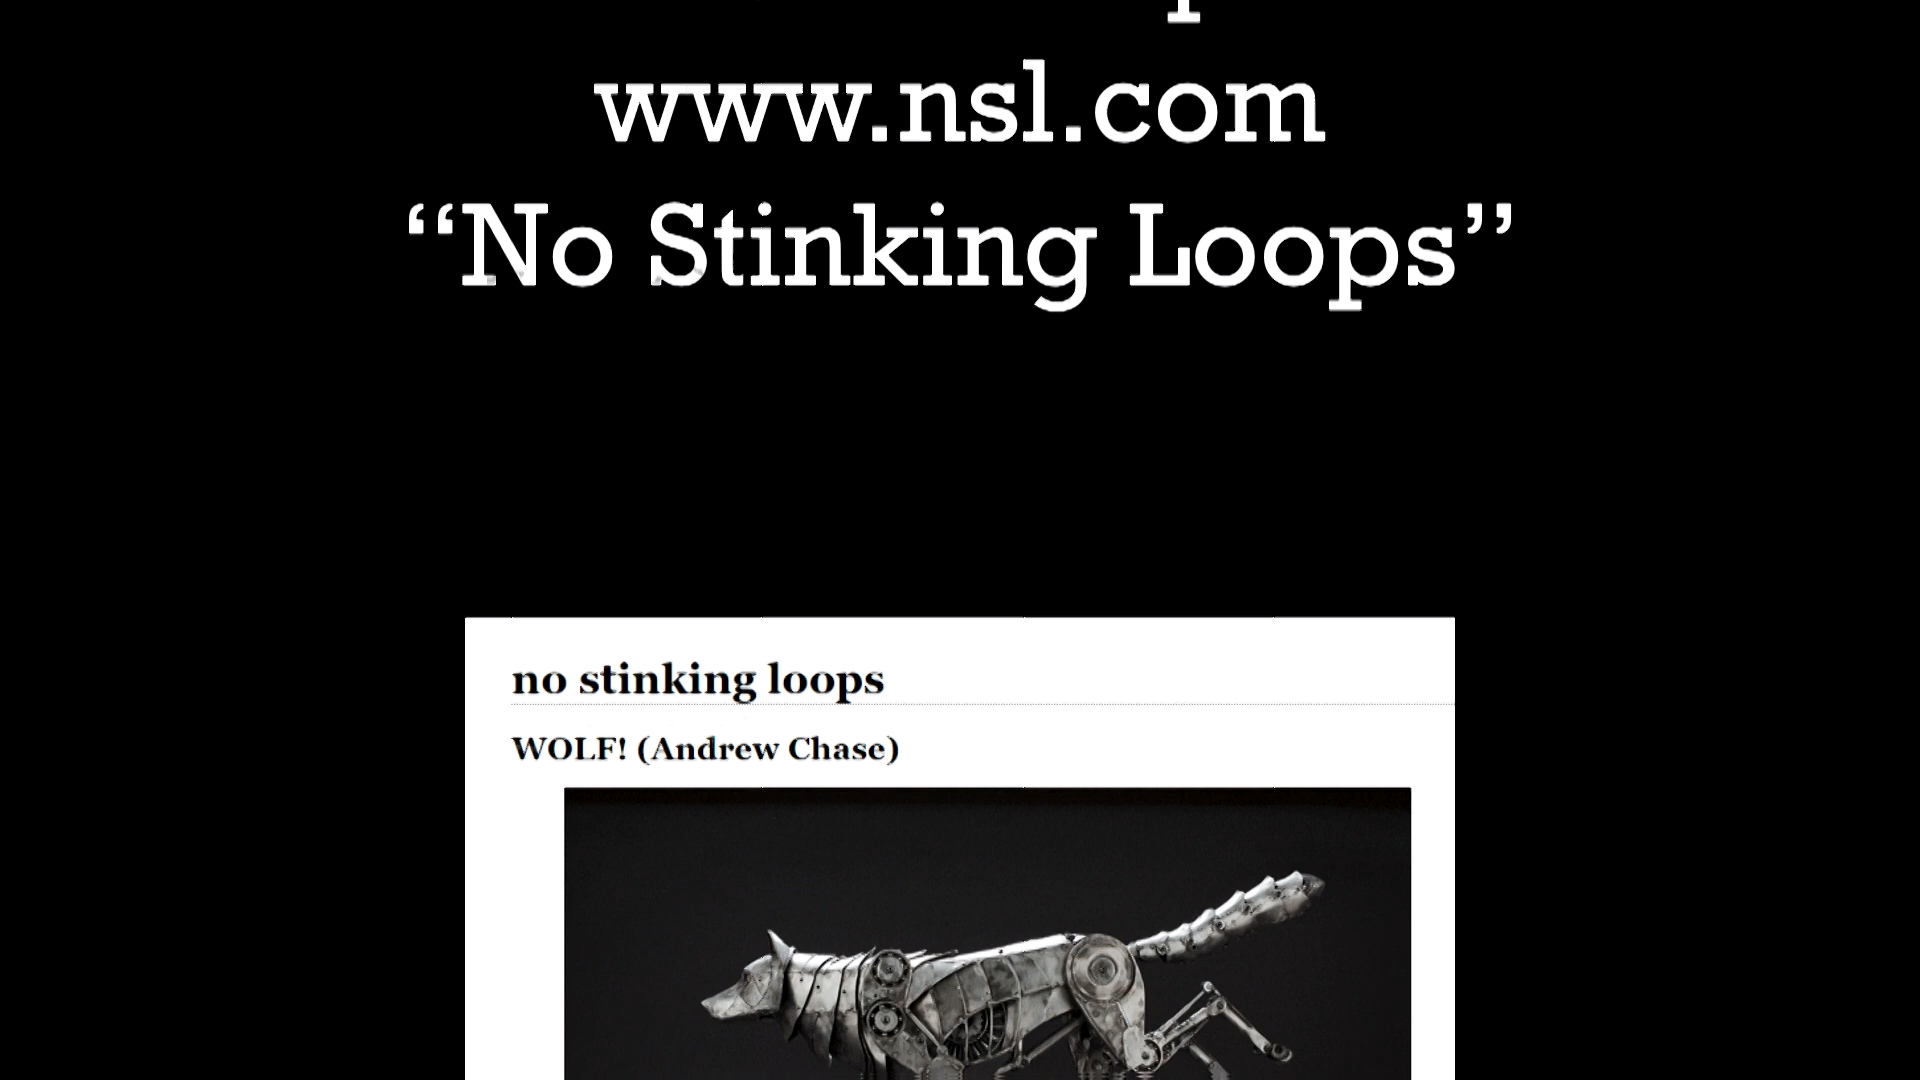 www.nsl.com
“No Stinking Loops”
no stinking loops
WOLF! (Andrew Chase)